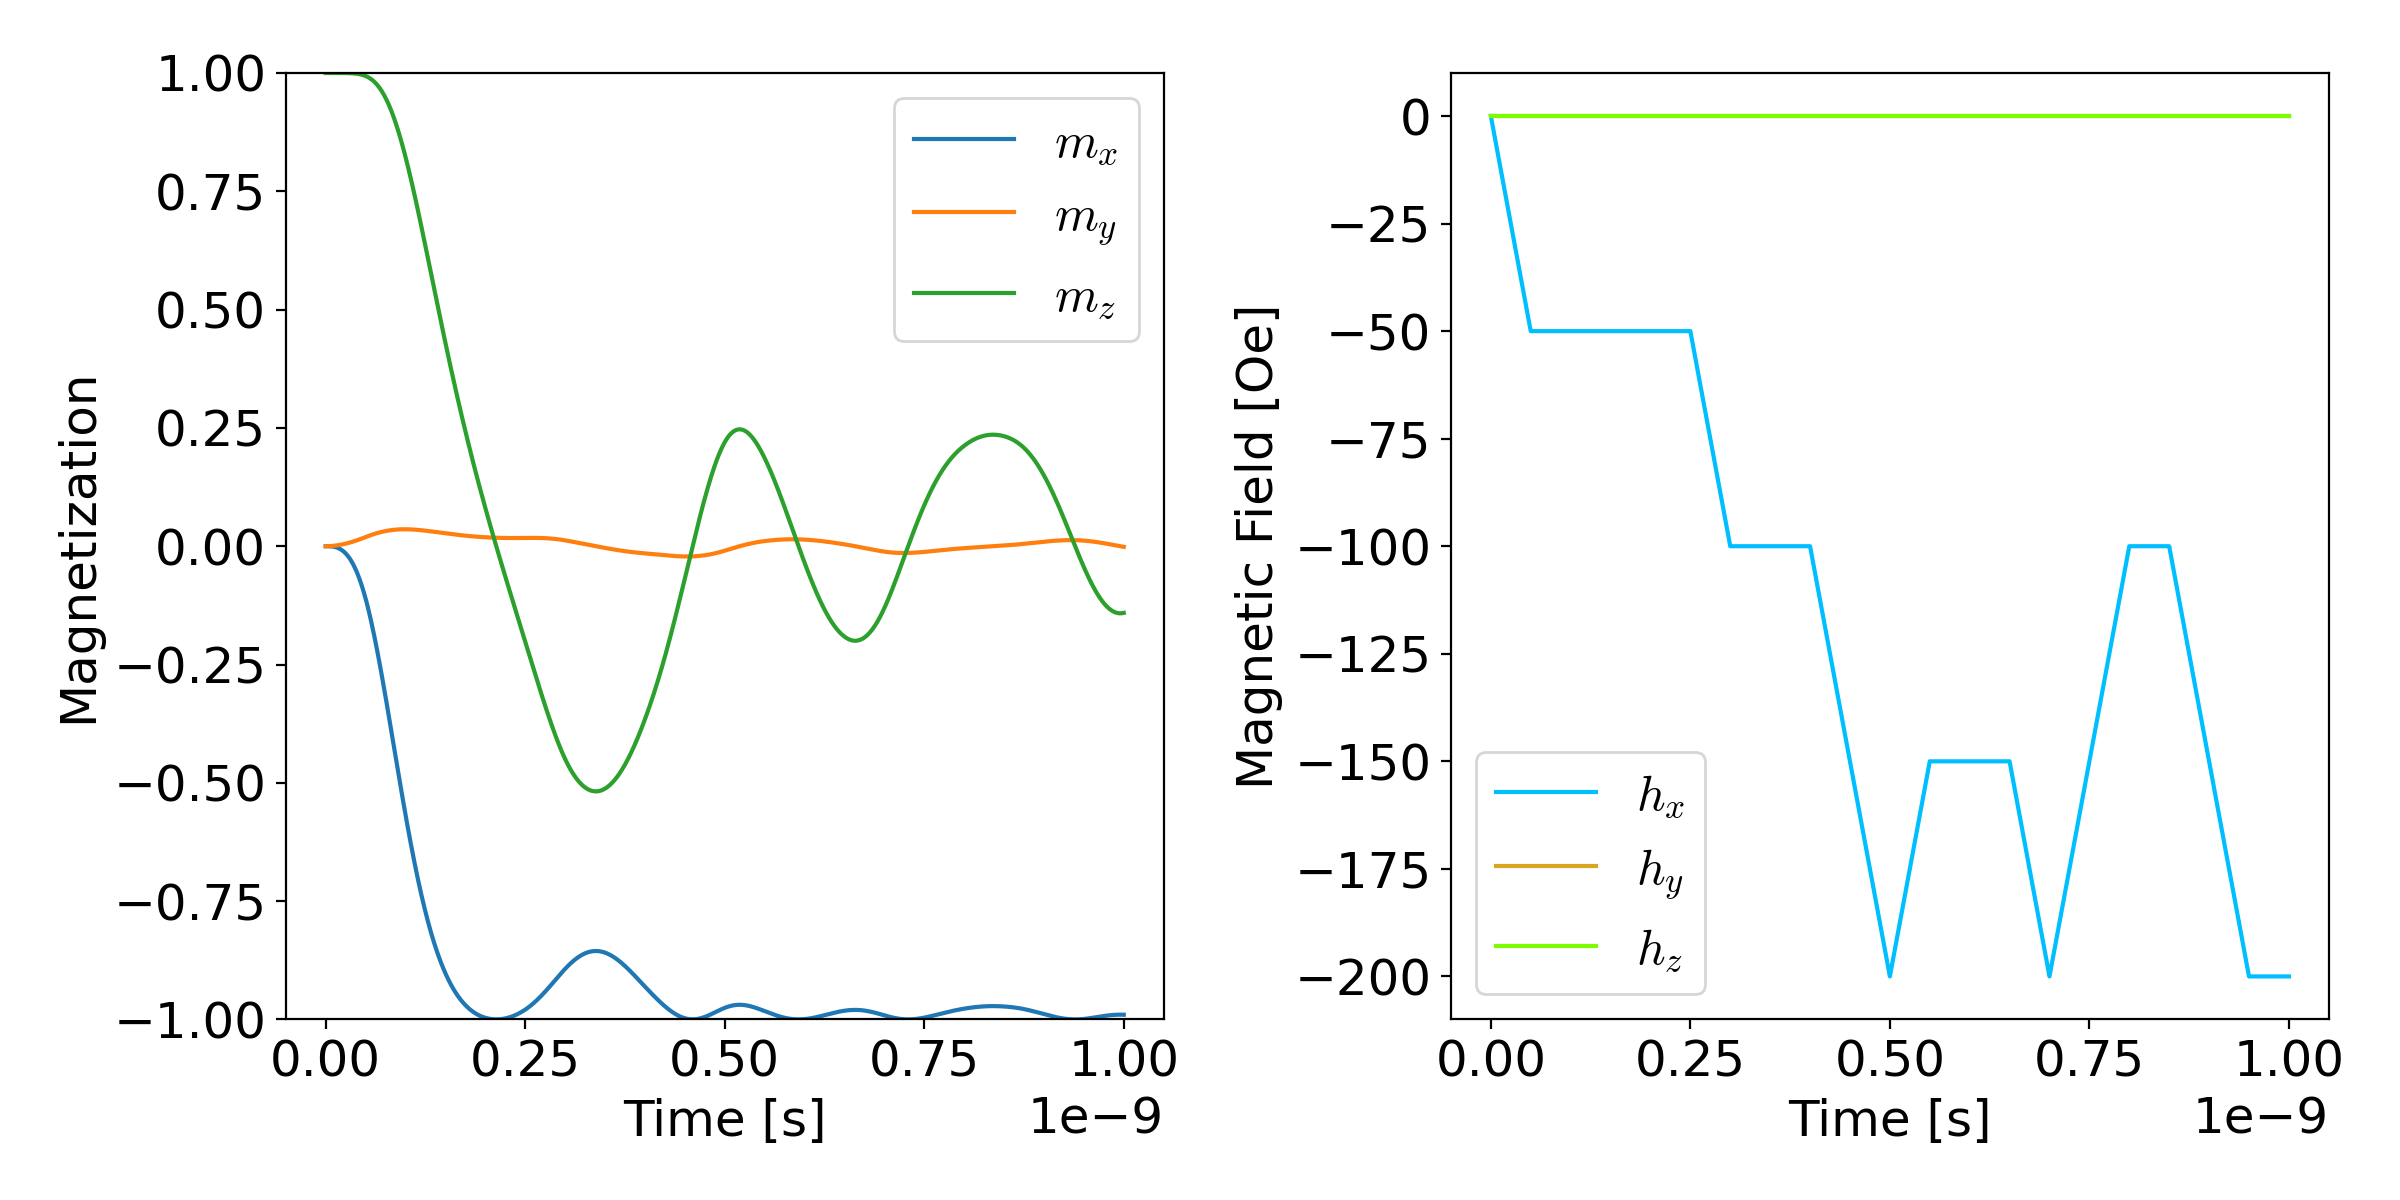 Magnetization
1.00
0.75
0.50
0.25
0.00
−0.25
−0.50
−0.75
−1.00
0.00 0.25 0.50 0.75 1.00
Time [s]
1e−9
m_x
m_y
m_z
Magnetic Field [Oe]
0
−25
−50
−75
−100
−125
−150
−175
−200
0.00 0.25 0.50 0.75 1.00
Time [s]
1e−9
h_x
h_y
h_z